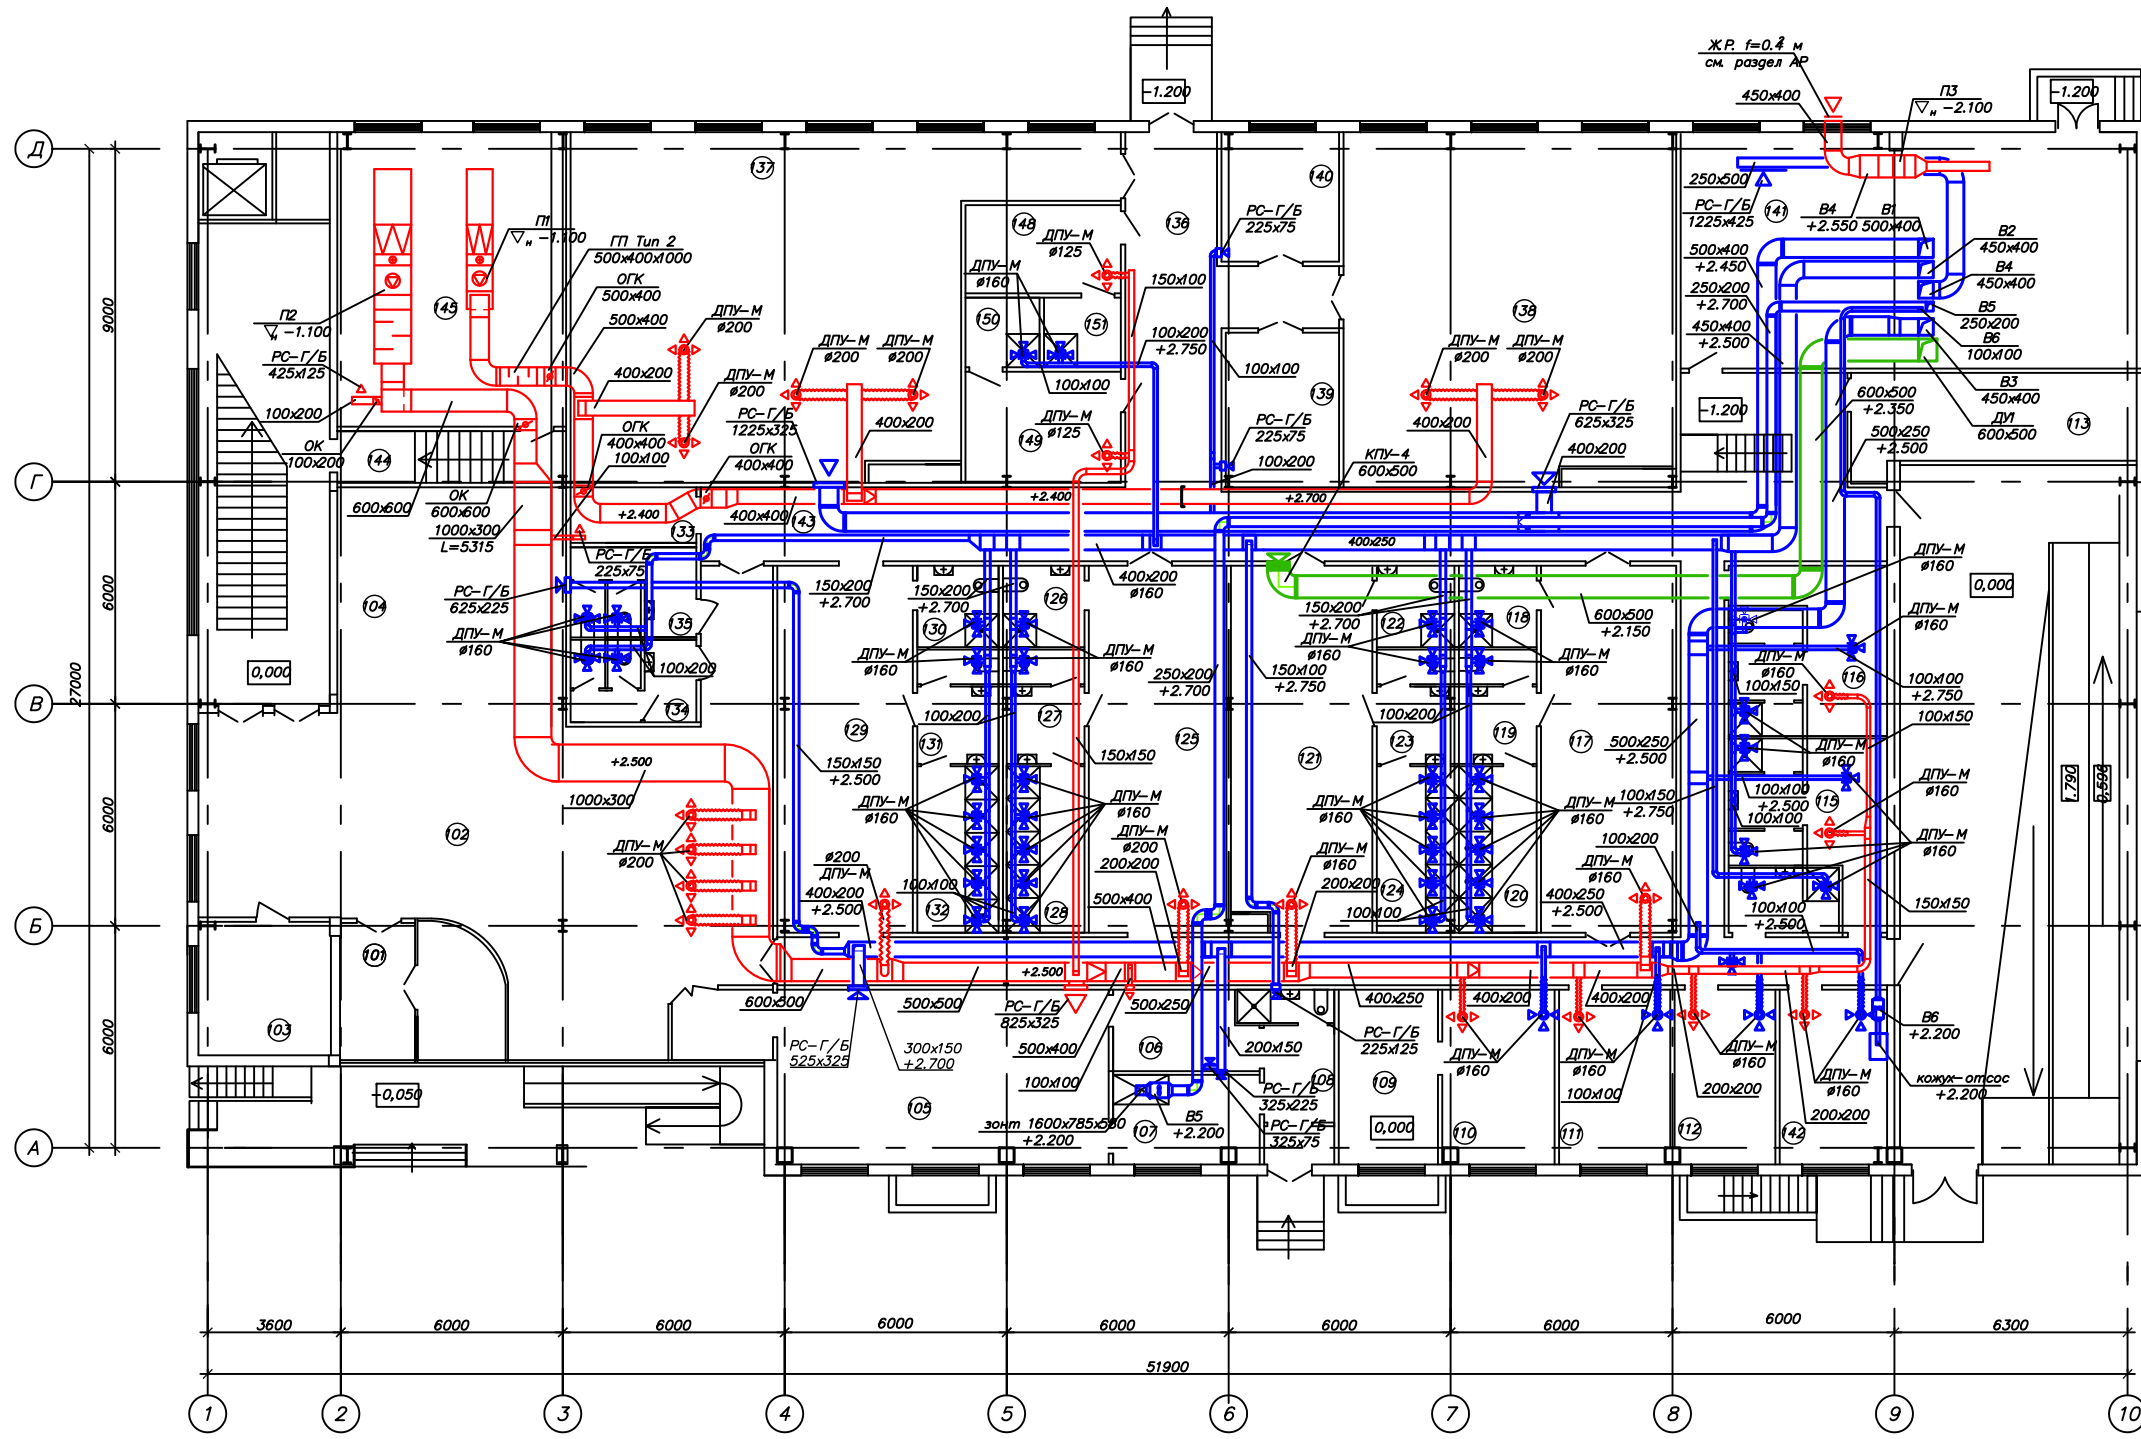 Ж.Р. f=0.4² м
см. раздел АР
450х400
П3
▽н −2.100
−1.200
−1.200
Д
137
140
250х500
РС−Г/Б
1225х425
141
В4
+2.550
В1
500х400
В2
450х400
В4
450х400
500х400
+2.450
250х200
+2.700
450х400
+2.500
В5
250х200
В6
100х100
В3
450х400
ДУ1
600х500
113
П1
▽н −1.100
ГП Тип 2
500х400х1000
ОГК
500х400
500х400
ДПУ−М
ø200
148
ДПУ−М
ø125
136
РС−Г/Б
225х75
ДПУ−М
ø160
150
151
150х100
100х200
+2.750
100х100
138
139
145
П2
▽н −1.100
РС−Г/Б
425х125
100х200
ОК
100х200
400х200
ДПУ−М
ø200
ДПУ−М
ø200
ДПУ−М
ø200
РС−Г/Б
1225х325
400х200
100х100
149
ДПУ−М
ø125
РС−Г/Б
225х75
100х200
ДПУ−М
ø200
ДПУ−М
ø200
400х200
РС−Г/Б
625х325
400х200
КПУ−4
600х500
−1.200
600х500
+2.350
500х250
+2.500
144
ОГК
400х400
100х100
ОГК
400х400
Г
600х600
ОК
600х600
1000х300
L=5315
+2.400
133
400х400
143
+2.400
+2.700
РС−Г/Б
225х75
400х250
9000
6000
27000
6000
6000
104
РС−Г/Б
625х225
ДПУ−М
ø160
135
100х200
134
150х200
+2.700
150х200
+2.700
400х200
ø160
126
130
ДПУ−М
ø160
ДПУ−М
ø160
250х200
+2.700
150х100
+2.750
150х200
+2.700
ДПУ−М
ø160
122
118
ДПУ−М
ø160
600х500
+2.150
ДПУ−М
ø160
0,000
ДПУ−М
ø160
ДПУ−М
ø160
116
100х150
100х100
+2.750
100х150
0,000
В
129
100х200
127
131
125
121
100х200
123
119
117
500х250
+2.500
ДПУ−М
ø160
+2.500
1000х300
150х150
+2.500
150х150
ДПУ−М
ø160
ДПУ−М
ø160
ДПУ−М
ø160
ДПУ−М
ø160
100х150
+2.750
100х100
+2.500
100х100
115
ДПУ−М
ø160
ДПУ−М
ø160
1.790
0,596
102
ДПУ−М
ø200
ø200
ДПУ−М
400х200
+2.500
100х100
132
128
ДПУ−М
ø200
200х200
500х400
ДПУ−М
ø160
200х200
124
100х100
120
100х200
ДПУ−М
ø160
400х250
+2.500
100х100
+2.500
150х150
Б
101
103
600х500
500х500
+2.500
РС−Г/Б
825х325
500х250
400х250
400х200
400х200
РС−Г/Б
525х325
300х150
+2.700
500х400
100х100
106
200х150
РС−Г/Б
225х125
108
109
ДПУ−М
ø160
ДПУ−М
ø160
100х100
ДПУ−М
ø160
200х200
ДПУ−М
ø160
200х200
В6
+2.200
кожух−отсос
+2.200
−0,050
105
зонт 1600х785х580
+2.200
107
В5
+2.200
РС−Г/Б
325х225
РС−Г/Б
325х75
0,000
110
111
112
142
А
3600
6000
6000
6000
6000
6000
6000
6000
6300
51900
1
2
3
4
5
6
7
8
9
10